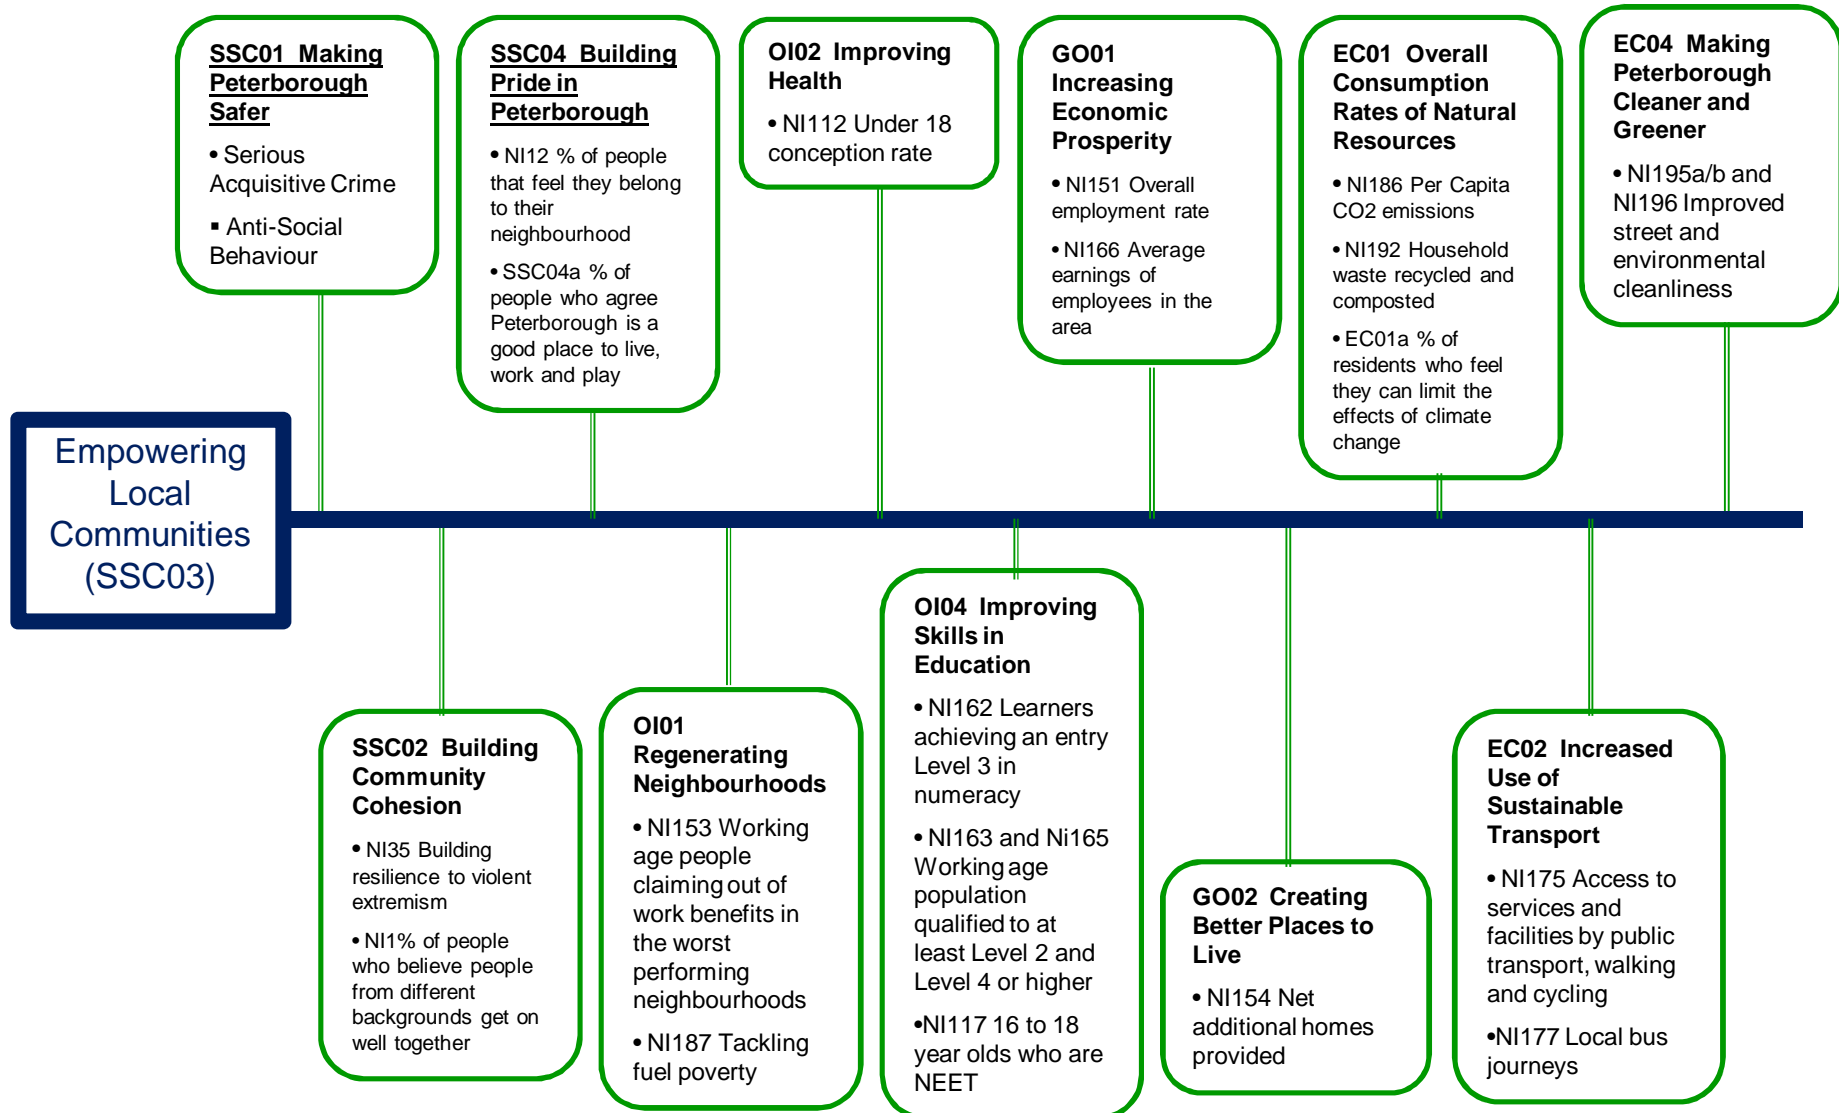 SSC01 Making
Peterborough
Safer
• Serious
Acquisitive Crime
▪ Anti-Social
Behaviour
SSC04 Building
Pride in
Peterborough
• NI12 % of people
that feel they belong
to their
neighbourhood
• SSC04a % of
people who agree
Peterborough is a
good place to live,
work and play
OI02 Improving
Health
• NI112 Under 18
conception rate
GO01
Increasing
Economic
Prosperity
• NI151 Overall
employment rate
• NI166 Average
earnings of
employees in the
area
EC01 Overall
Consumption
Rates of Natural
Resources
• NI186 Per Capita
CO2 emissions
• NI192 Household
waste recycled and
composted
• EC01a % of
residents who feel
they can limit the
effects of climate
change
EC04 Making
Peterborough
Cleaner and
Greener
• NI195a/b and
NI196 Improved
street and
environmental
cleanliness
Empowering
Local
Communities
(SSC03)
SSC02 Building
Community
Cohesion
• NI35 Building
resilience to violent
extremism
• NI1% of people
who believe people
from different
backgrounds get on
well together
OI01
Regenerating
Neighbourhoods
• NI153 Working
age people
claiming out of
work benefits in
the worst
performing
neighbourhoods
• NI187 Tackling
fuel poverty
OI04 Improving
Skills in
Education
• NI162 Learners
achieving an entry
Level 3 in
numeracy
• NI163 and Ni165
Working age
population
qualified to at
least Level 2 and
Level 4 or higher
•NI117 16 to 18
year olds who are
NEET
GO02 Creating
Better Places to
Live
• NI154 Net
additional homes
provided
EC02 Increased
Use of
Sustainable
Transport
• NI175 Access to
services and
facilities by public
transport, walking
and cycling
•NI177 Local bus
journeys